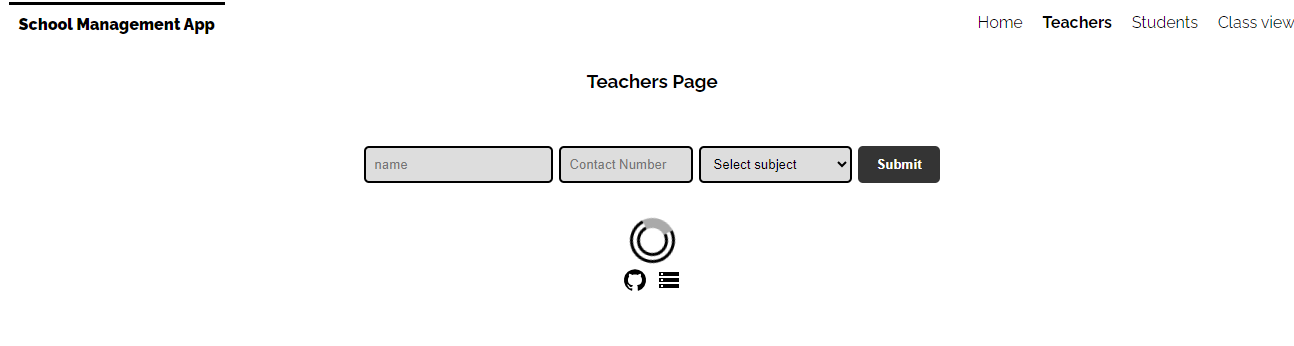 School Management App
Home Teachers Students Class view
Teachers Page
name Contact Number Select subject Submit